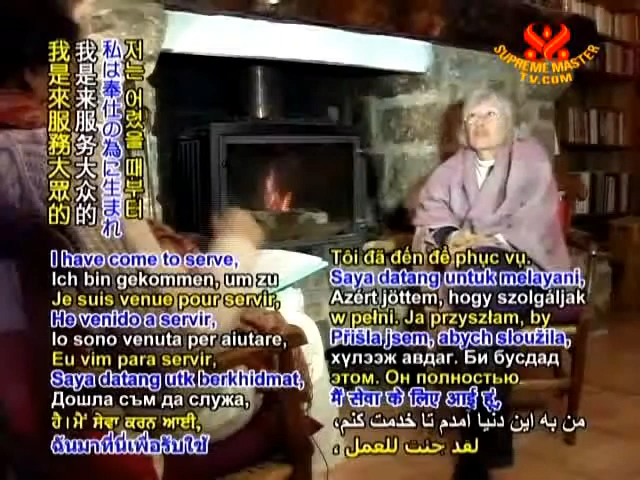 SUPREME MASTER
TV.COM
저는 어렸을 때부터
私は奉仕の為に生まれ
我是来服务大众的
我是來服務大眾的
I have come to serve,
Ich bin gekommen, um zu
Je suis venue pour servir,
He venido a servir,
Io sono venuta per aiutare,
Eu vim para servir,
Saya datang utk berkhidmat,
Дошла съм да служа,
ਹੈ। ਮੈਂ ਸੇਵਾ ਕਰਨ ਆਈ,
ฉันมาที่นี่เพื่อรับใช้
Tôi đã đến để phục vụ.
Saya datang untuk melayani,
Azért jöttem, hogy szolgáljak
w pełni. Ja przyszłam, by
Přišla jsem, abych sloužila,
хүлээж авдаг. Би бусдад
этом. Он полностью
मैं सेवा के लिए आई हूं,
من به این دنیا آمدم تا خدمت کنم،
لقد جئت للعمل ،